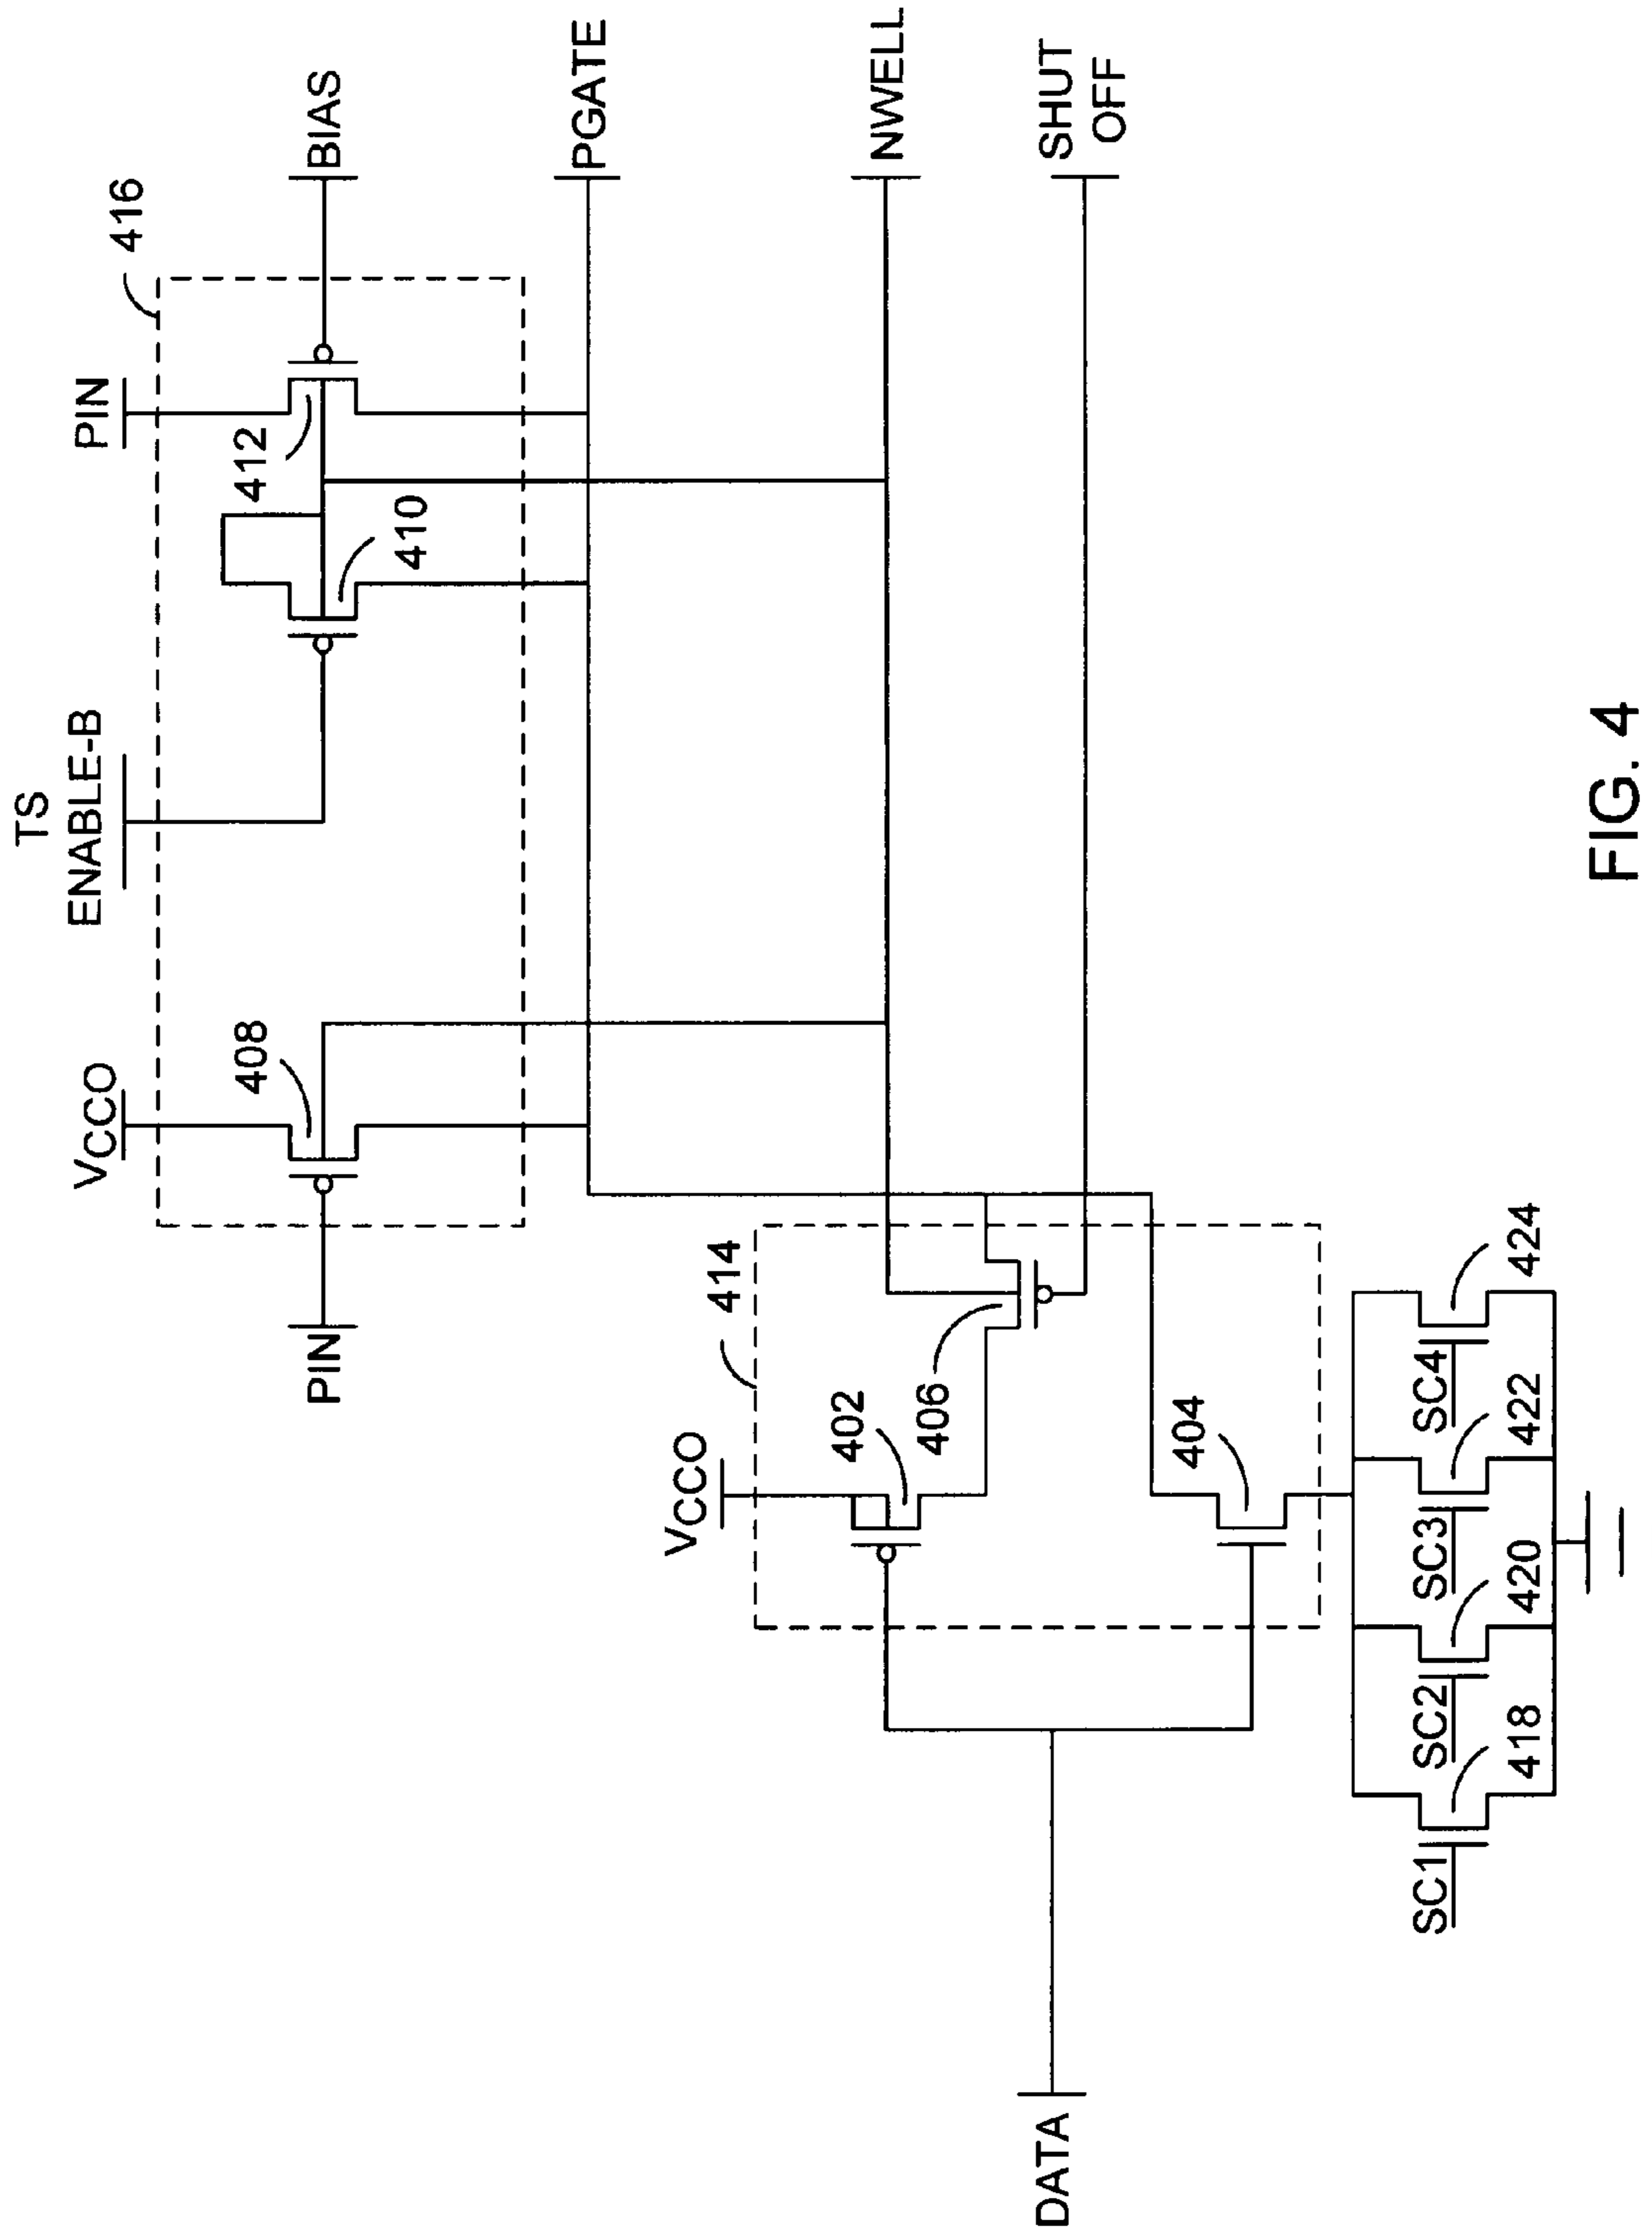 TS
ENABLE-B
VCCO
PIN
416
408
412
410
PIN
BIAS
PGATE
VCCO
414
402
406
404
NWELL
SHUT
OFF
DATA
SC1
SC2
SC3
SC4
418
420
422
424
FIG. 4